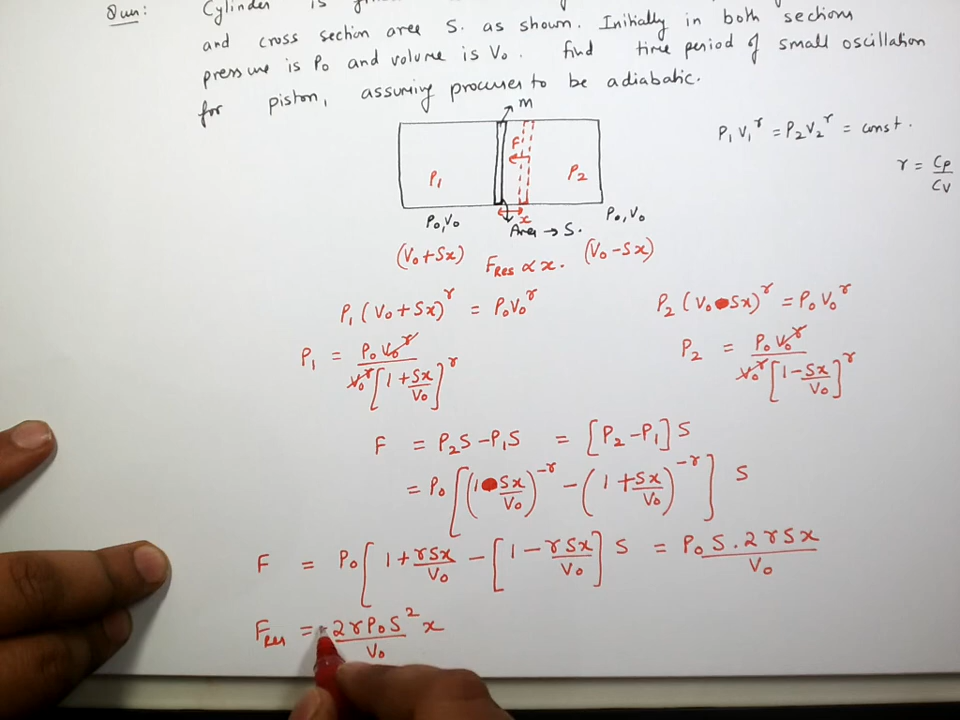 Qun: Cylinder is
and cross section area S. as shown. Initially in both sections
pressure is P₀ and volume is V₀. find time period of small oscillation
for piston, assuming processes to be adiabatic.
m
P₁V₁^γ = P₂V₂^γ = const.
γ = Cp/Cv
F
P₁ P₂
x
P₀,V₀ Area → S. P₀,V₀
(V₀+Sx) F_Res ∝ x. (V₀-Sx)
P₁(V₀+Sx)^γ = P₀V₀^γ P₂(V₀ Sx)^γ = P₀V₀^γ
P₁ = P₀V₀^γ / V₀^γ[1+Sx/V₀]^γ P₂ = P₀V₀^γ / V₀^γ[1-Sx/V₀]^γ
F = P₂S-P₁S = [P₂-P₁]S
= P₀[(1 Sx/V₀)^-γ - (1+Sx/V₀)^-γ] S
F = P₀[1+γSx/V₀ - [1-γSx/V₀] S = P₀S.2γSx/V₀
F_Res = -2γP₀S²/V₀ x